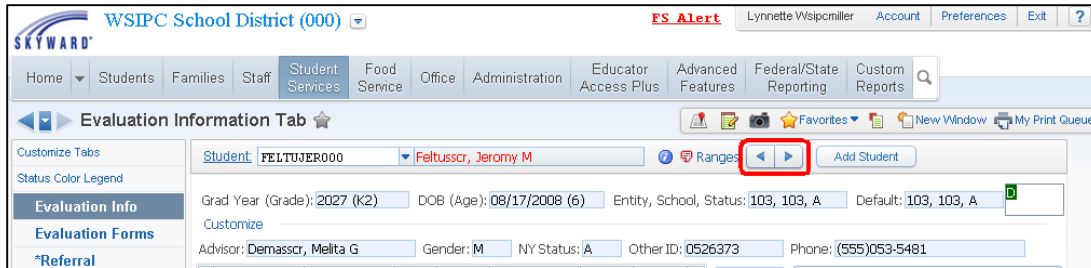 WSIPC School District (000)
FS Alert
Lynnette Wsipcmiller Account Preferences Exit ?
SKYWARD
Home Students Families Staff Student Services Food Service Office Administration Educator Access Plus Advanced Features Federal/State Reporting Custom Reports
Evaluation Information Tab
Favorites New Window My Print Queue
Customize Tabs
Student: FELTUJER000 Feltusscr, Jeromy M Ranges Add Student
Status Color Legend
Evaluation Info
Grad Year (Grade): 2027 (K2) DOB (Age): 08/17/2008 (6) Entity, School, Status: 103, 103, A Default: 103, 103, A D
Customize
Evaluation Forms
Advisor: Demasscr, Melita G Gender: M NY Status: A Other ID: 0526373 Phone: (555)053-5481
*Referral